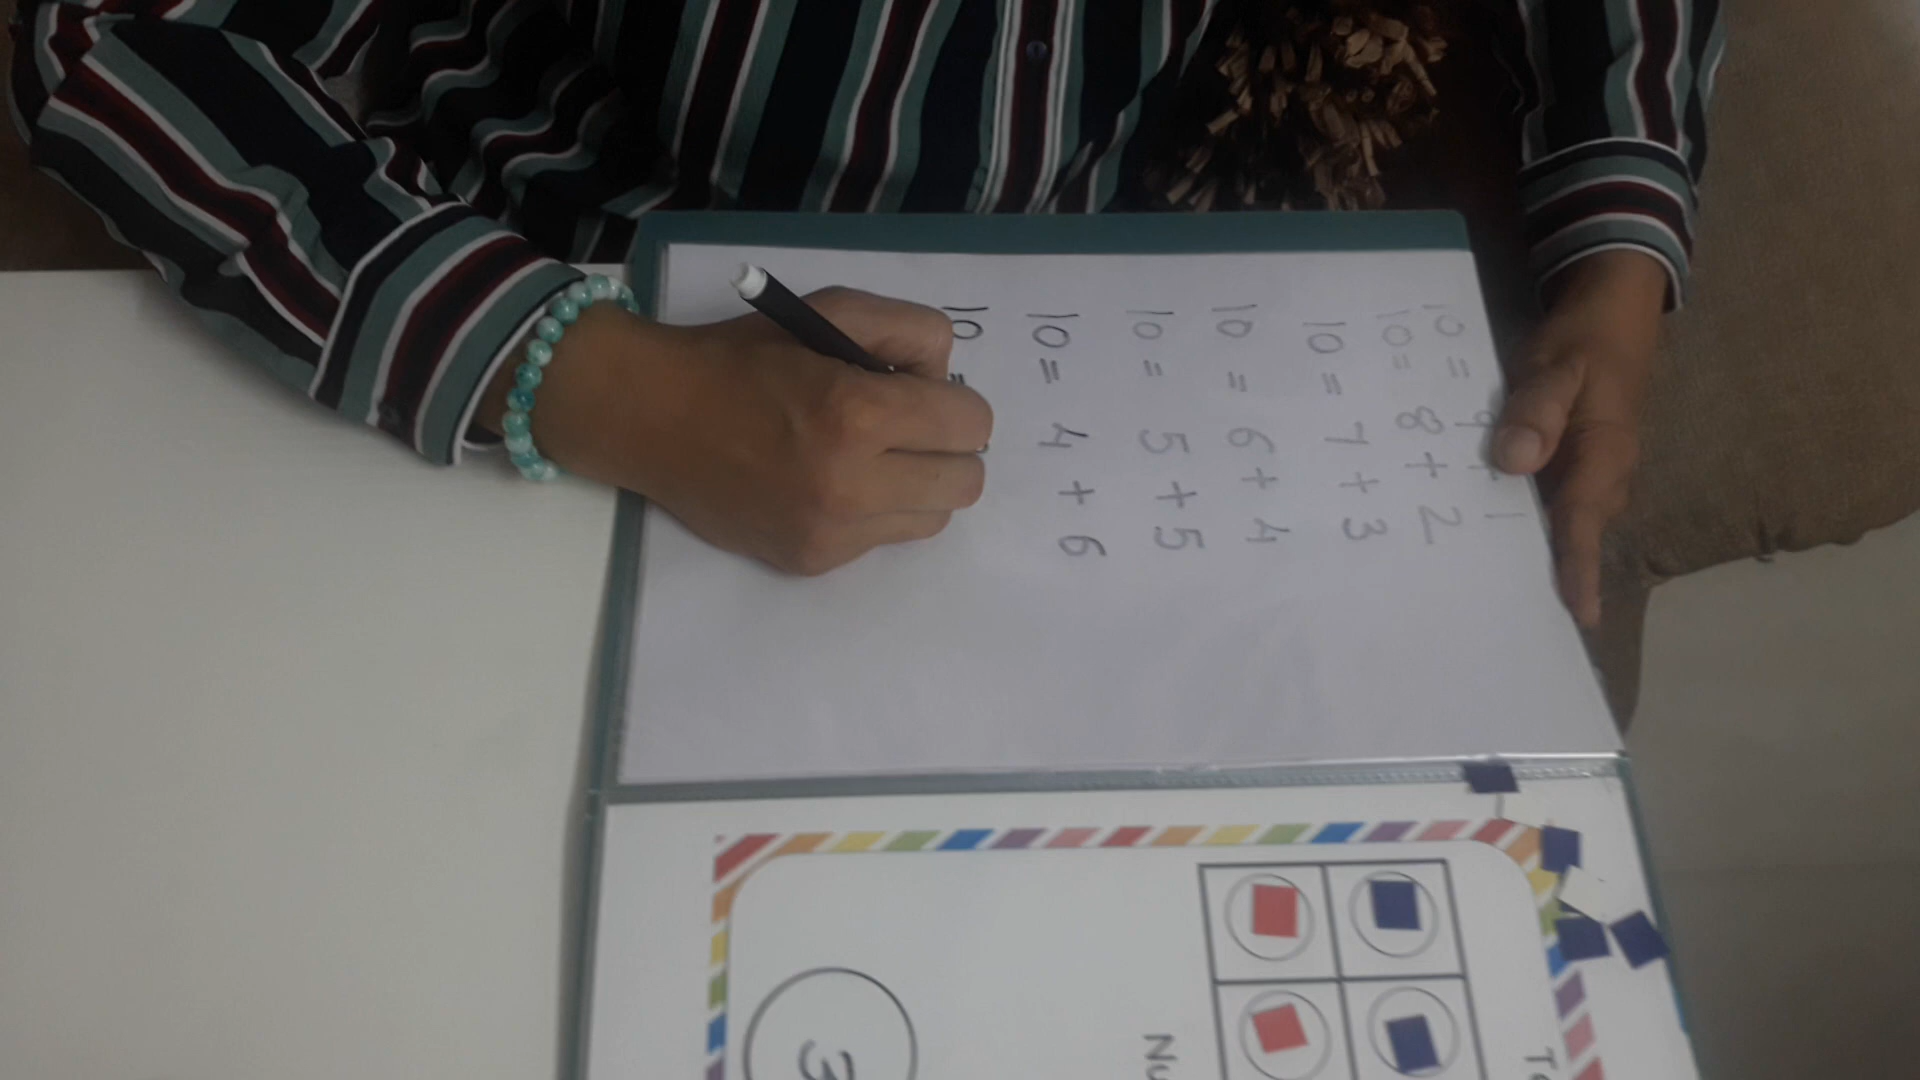 10 = 9 + 1
10 = 8 + 2
10 = 7 + 3
10 = 6 + 4
10 = 5 + 5
10 = 4 + 6
10 =
3